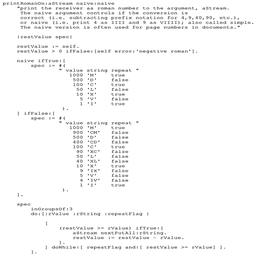 printRomanOn:aStream naive:naive
"print the receiver as roman number to the argument, aStream.
The naive argument controls if the conversion is
correct (i.e. subtracting prefix notation for 4,9,40,90, etc.),
or naive (i.e. print 4 as IIII and 9 as VIIII); also called simple.
The naive version is often used for page numbers in documents."
|restValue spec|
restValue := self.
restValue > 0 ifFalse:[self error:'negative roman'].
naive ifTrue:[
spec := #(
" value string repeat "
1000 'M' true
500 'D' false
100 'C' true
50 'L' false
10 'X' true
5 'V' false
1 'I' true
).
] ifFalse:[
spec := #(
" value string repeat "
1000 'M' true
900 'CM' false
500 'D' false
400 'CD' false
100 'C' true
90 'XC' false
50 'L' false
40 'XL' false
10 'X' true
9 'IX' false
5 'V' false
4 'IV' false
1 'I' true
).
].
spec
inGroupsOf:3
do:[:rValue :rString :repeatFlag |
[
(restValue >= rValue) ifTrue:[
aStream nextPutAll:rString.
restValue := restValue - rValue.
].
] doWhile:[ repeatFlag and:[ restValue >= rValue] ].
].